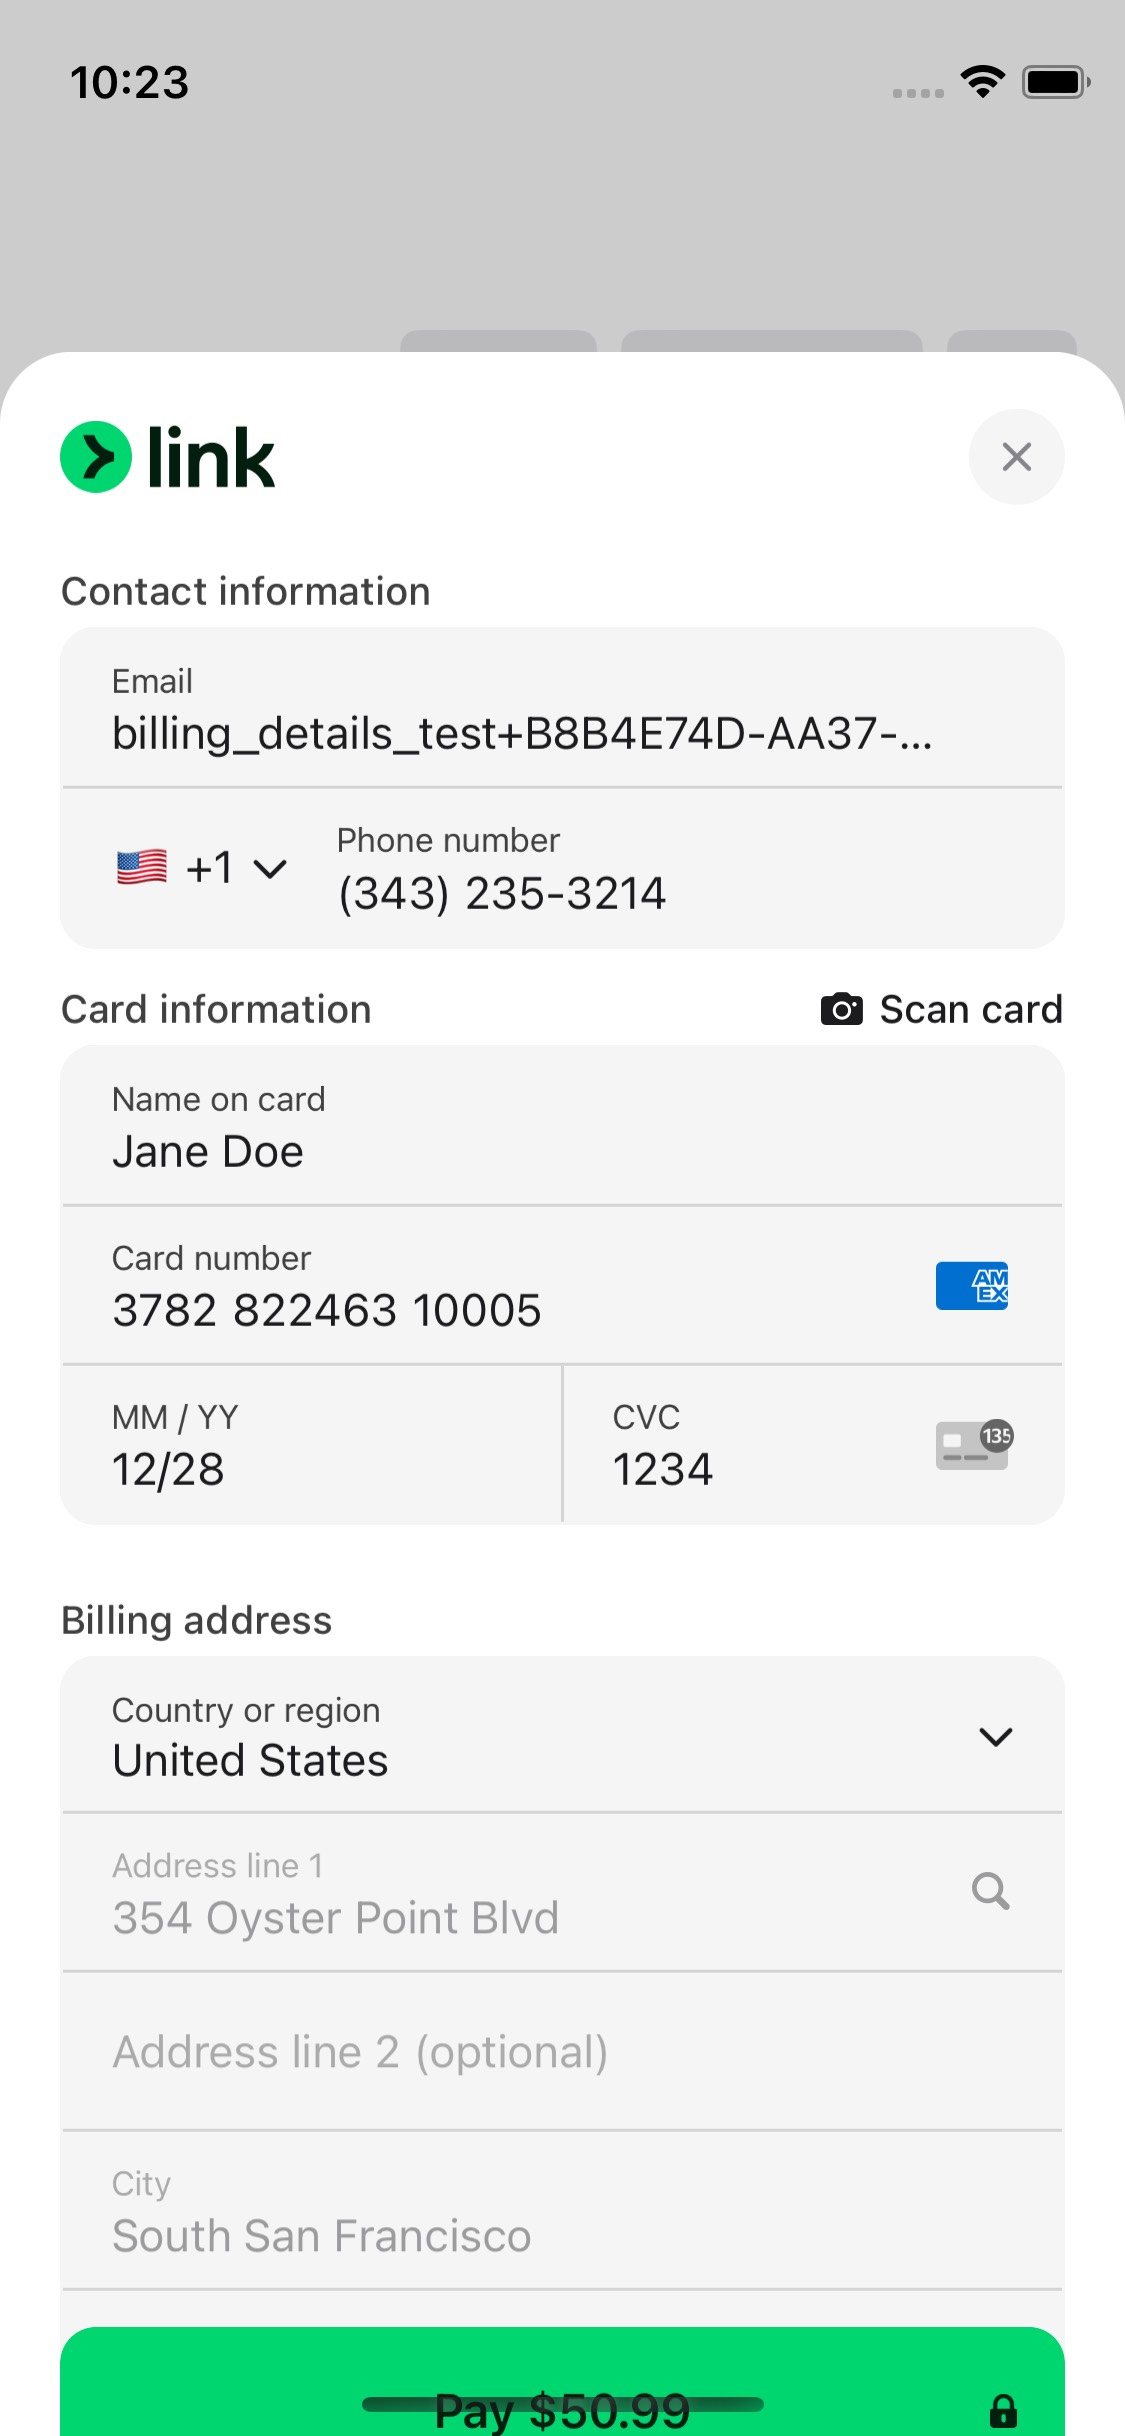 10:23
link
Contact information
Email
billing_details_test+B8B4E74D-AA37-...
+1
Phone number
(343) 235-3214
Card information
Scan card
Name on card
Jane Doe
Card number
3782 822463 10005
AM
EX
MM / YY
12/28
CVC
1234
135
Billing address
Country or region
United States
Address line 1
354 Oyster Point Blvd
Address line 2 (optional)
City
South San Francisco
Pay $50.99